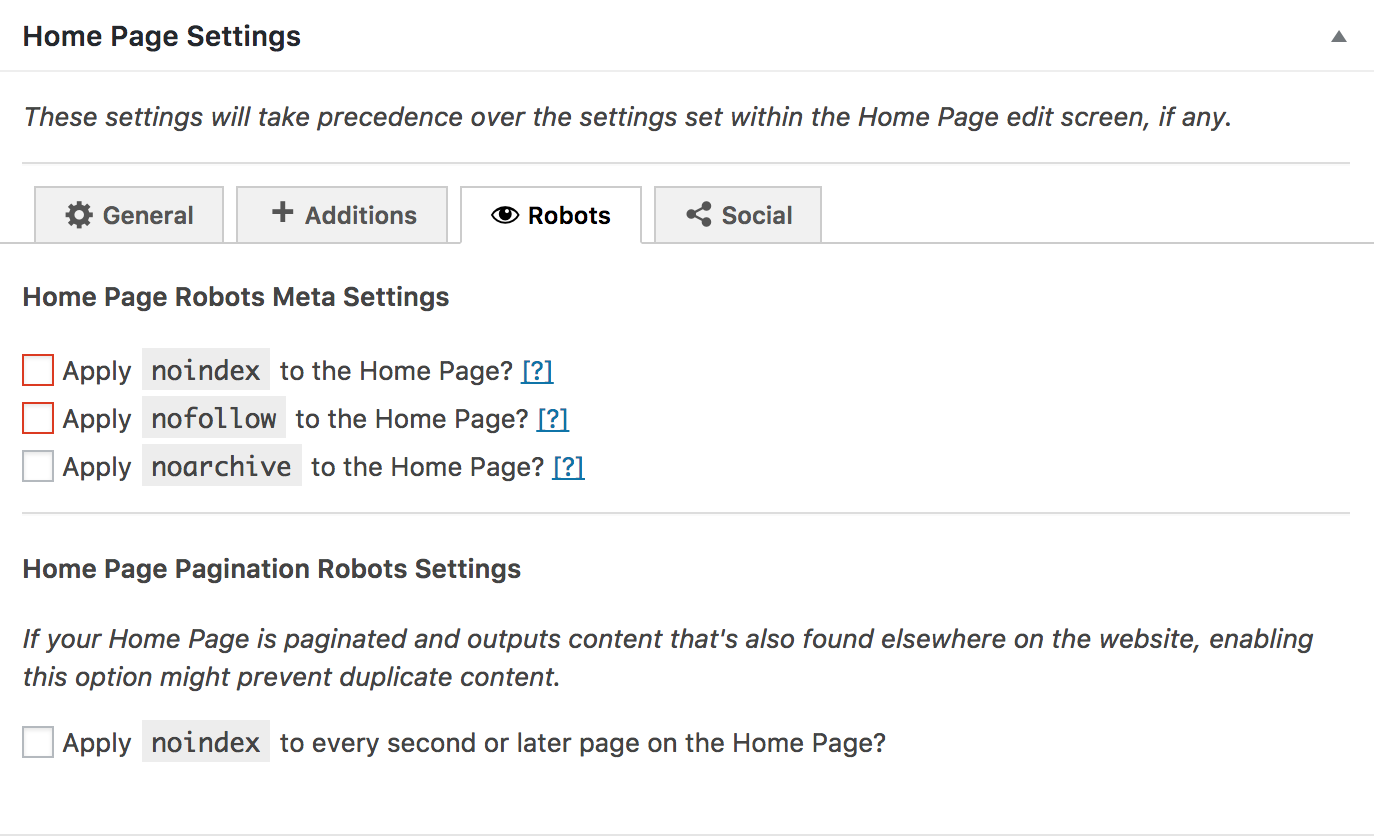 Home Page Settings
These settings will take precedence over the settings set within the Home Page edit screen, if any.
General Additions Robots Social
Home Page Robots Meta Settings
Apply noindex to the Home Page? [?]
Apply nofollow to the Home Page? [?]
Apply noarchive to the Home Page? [?]
Home Page Pagination Robots Settings
If your Home Page is paginated and outputs content that's also found elsewhere on the website, enabling
this option might prevent duplicate content.
Apply noindex to every second or later page on the Home Page?